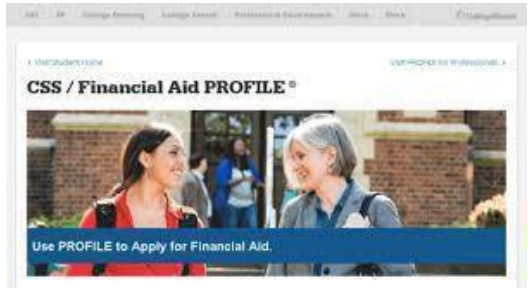 SAT AP College Planning College Search Professional Development More Store CollegeBoard
‹ Visit Student Home Visit PROFILE for Professionals ›
CSS / Financial Aid PROFILE®
Use PROFILE to Apply for Financial Aid.